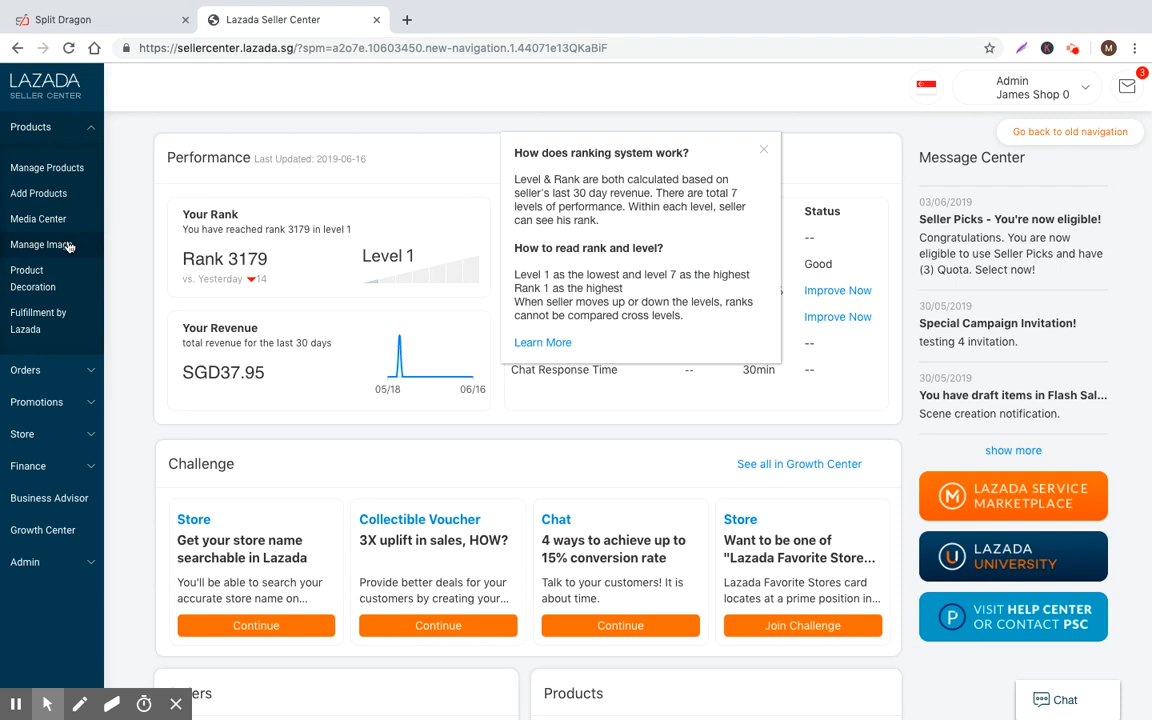 Split Dragon
Lazada Seller Center
https://sellercenter.lazada.sg/?spm=a2o7e.10603450.new-navigation.1.44071e13QKaBiF
K
M
LAZADA
SELLER CENTER
Admin
James Shop 0
3
Go back to old navigation
Products
Manage Products
Add Products
Media Center
Manage
Product
Decoration
Fulfillment by
Lazada
Orders
Promotions
Store
Finance
Business Advisor
Growth Center
Admin
Performance Last Updated: 2019-06-16
Your Rank
You have reached rank 3179 in level 1
Rank 3179
vs. Yesterday 14
Level 1
Your Revenue
total revenue for the last 30 days
SGD37.95
05/18
06/16
How does ranking system work?
Level & Rank are both calculated based on
seller's last 30 day revenue. There are total 7
levels of performance. Within each level, seller
can see his rank.
How to read rank and level?
Level 1 as the lowest and level 7 as the highest
Rank 1 as the highest
When seller moves up or down the levels, ranks
cannot be compared cross levels.
Learn More
Status
--
Good
Improve Now
Improve Now
--
Chat Response Time -- 30min --
Challenge
See all in Growth Center
Store
Get your store name
searchable in Lazada
You'll be able to search your
accurate store name on...
Continue
Collectible Voucher
3X uplift in sales, HOW?
Provide better deals for your
customers by creating your...
Continue
Chat
4 ways to achieve up to
15% conversion rate
Talk to your customers! It is
about time.
Continue
Store
Want to be one of
"Lazada Favorite Store...
Lazada Favorite Stores card
locates at a prime position in...
Join Challenge
Products
Message Center
03/06/2019
Seller Picks - You're now eligible!
Congratulations. You are now
eligible to use Seller Picks and have
(3) Quota. Select now!
30/05/2019
Special Campaign Invitation!
testing 4 invitation.
30/05/2019
You have draft items in Flash Sal...
Scene creation notification.
show more
M LAZADA SERVICE
MARKETPLACE
U LAZADA
UNIVERSITY
P VISIT HELP CENTER
OR CONTACT PSC
Chat